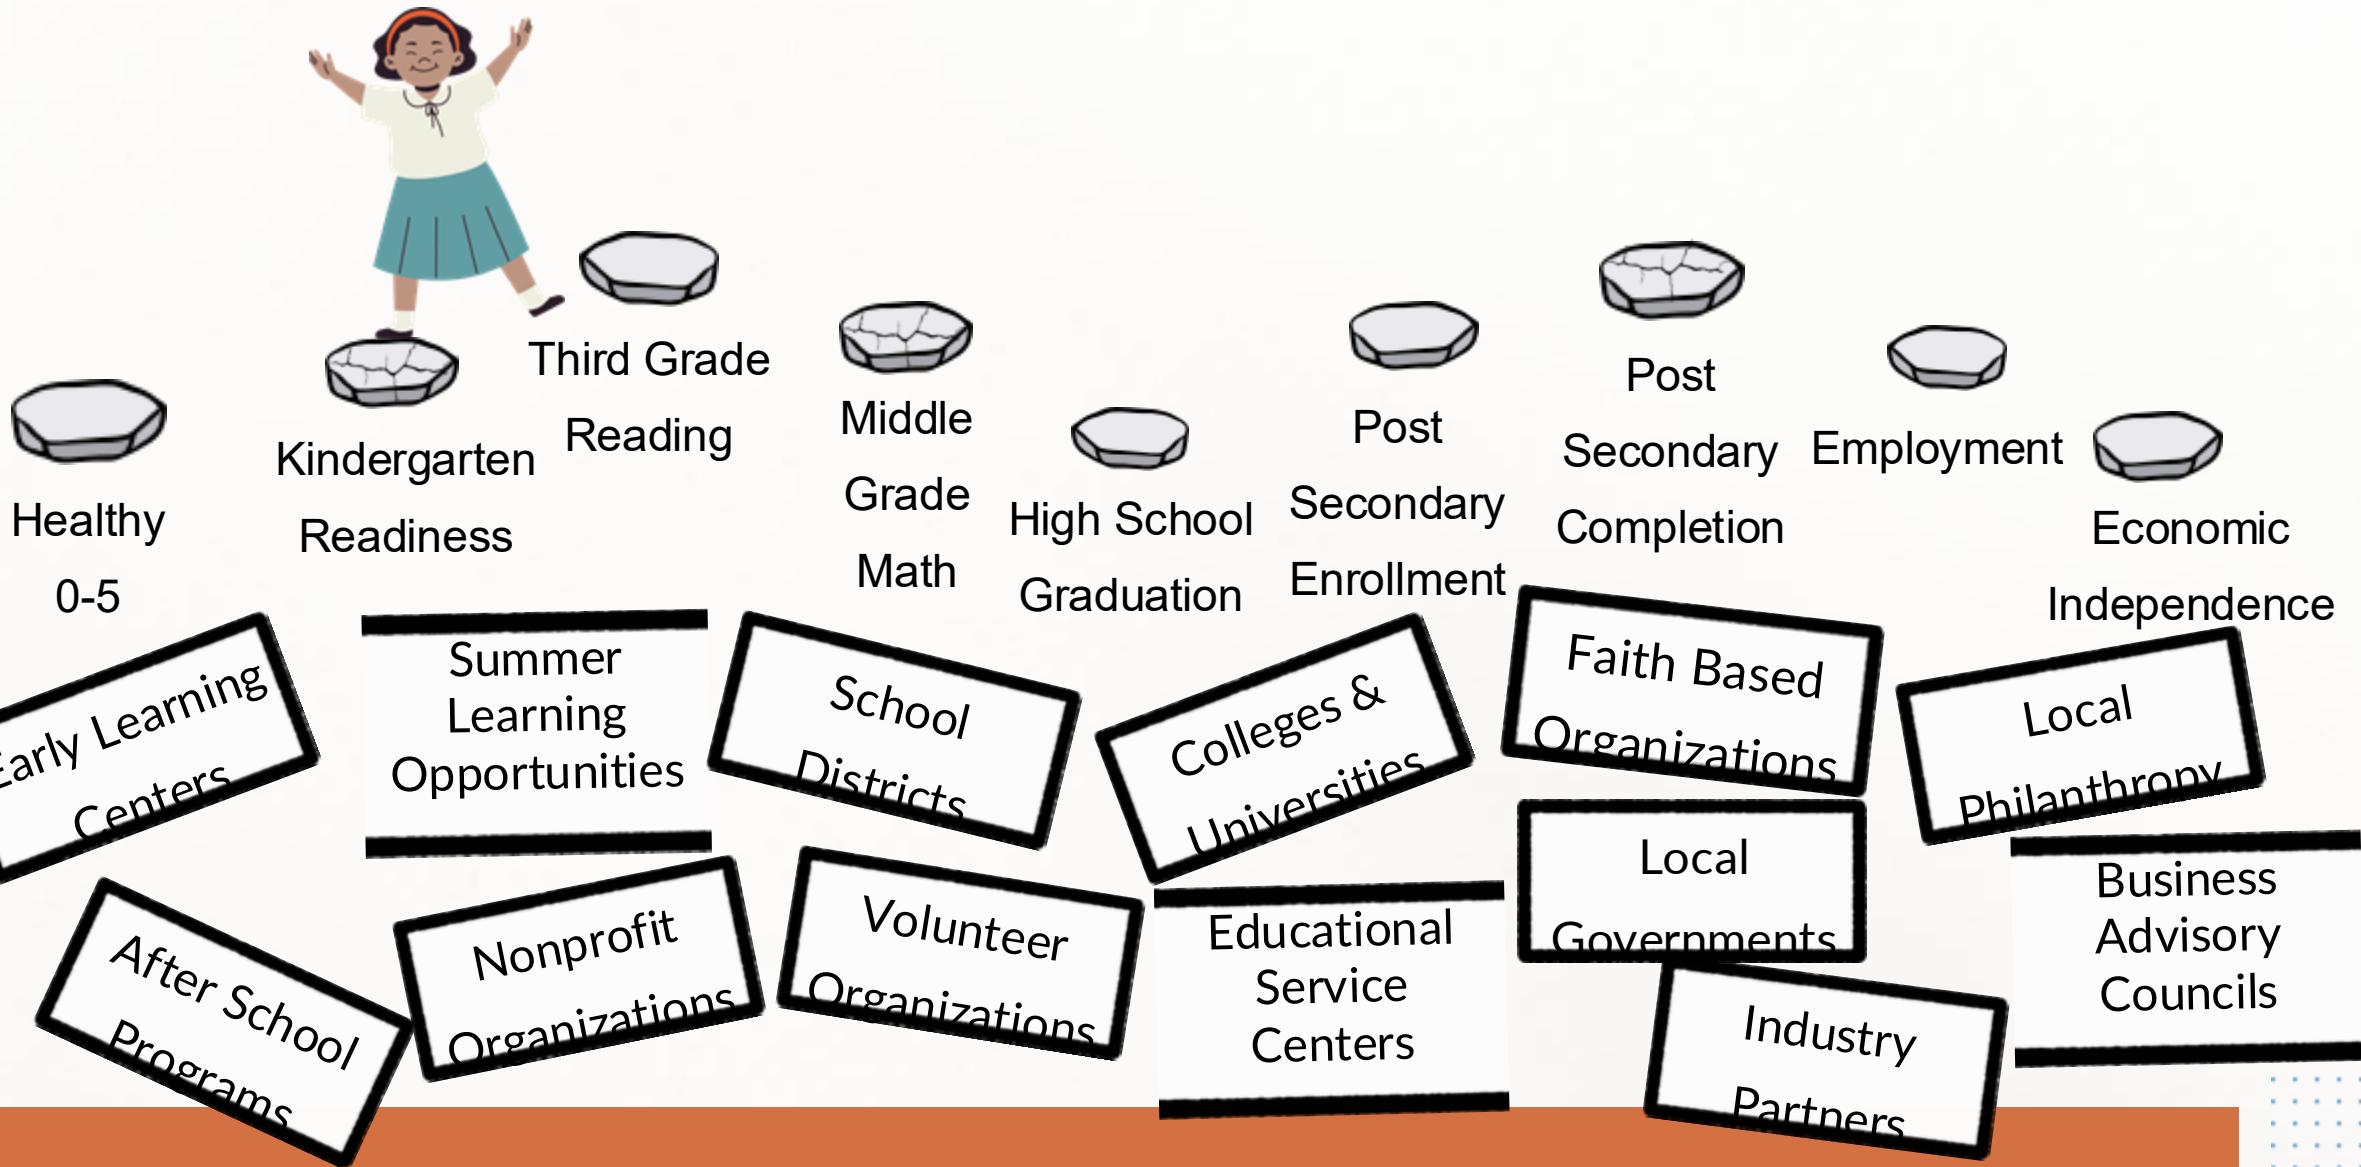 Healthy
0-5
Kindergarten
Readiness
Third Grade
Reading
Middle
Grade
Math
High School
Graduation
Post
Secondary
Enrollment
Post
Secondary
Completion
Employment
Economic
Independence
Early Learning
Centers
Summer
Learning
Opportunities
School
Districts
Colleges &
Universities
Faith Based
Organizations
Local
Philanthropy
After School
Programs
Nonprofit
Organizations
Volunteer
Organizations
Educational
Service
Centers
Local
Governments
Industry
Partners
Business
Advisory
Councils